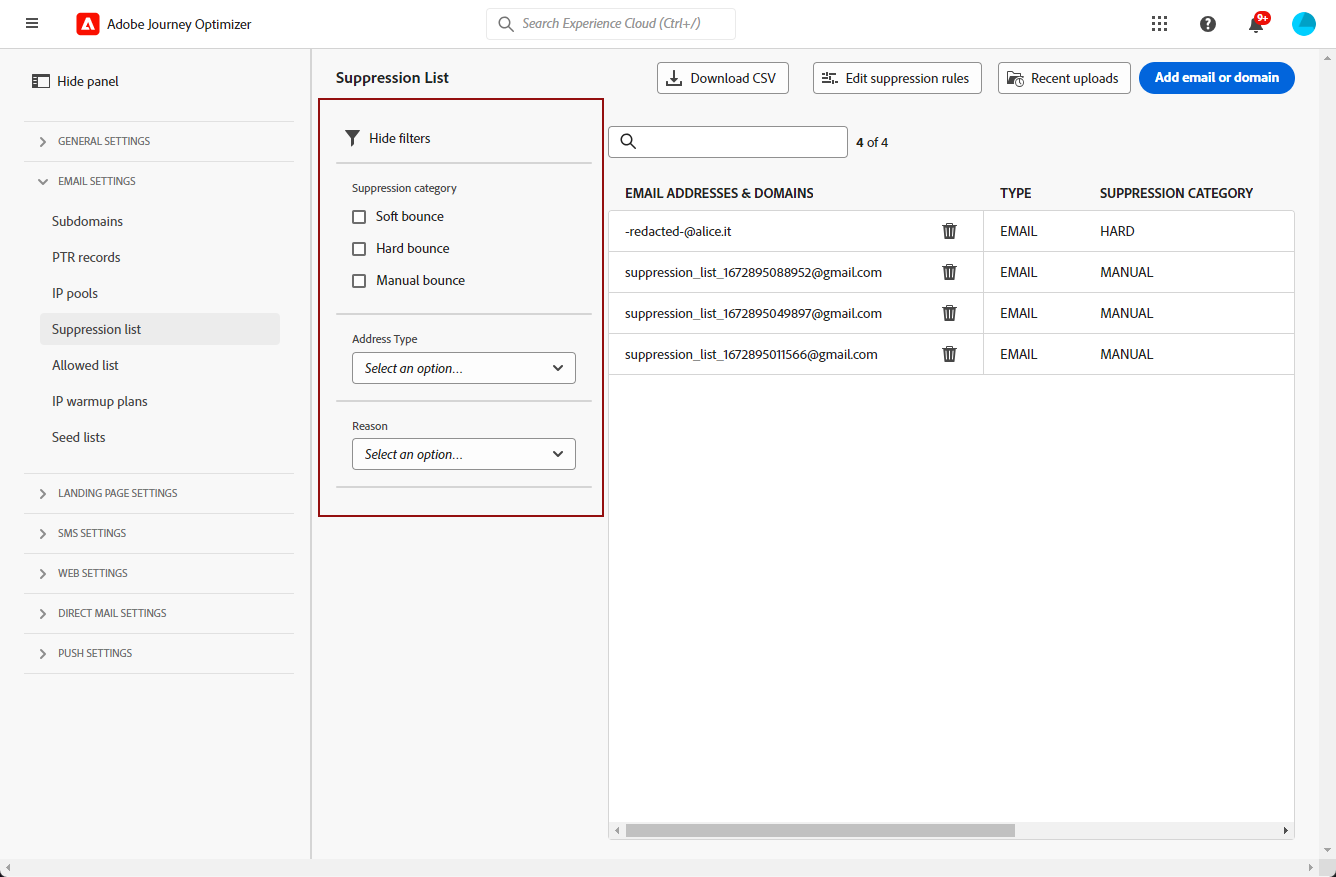 Adobe Journey Optimizer
Search Experience Cloud (Ctrl+/)
9+
Hide panel
GENERAL SETTINGS
EMAIL SETTINGS
Subdomains
PTR records
IP pools
Suppression list
Allowed list
IP warmup plans
Seed lists
LANDING PAGE SETTINGS
SMS SETTINGS
WEB SETTINGS
DIRECT MAIL SETTINGS
PUSH SETTINGS
Suppression List
Download CSV
Edit suppression rules
Recent uploads
Add email or domain
Hide filters
Suppression category
Soft bounce
Hard bounce
Manual bounce
Address Type
Select an option...
Reason
Select an option...
4 of 4
EMAIL ADDRESSES & DOMAINS TYPE SUPPRESSION CATEGORY
-redacted-@alice.it EMAIL HARD
suppression_list_1672895088952@gmail.com EMAIL MANUAL
suppression_list_1672895049897@gmail.com EMAIL MANUAL
suppression_list_1672895011566@gmail.com EMAIL MANUAL